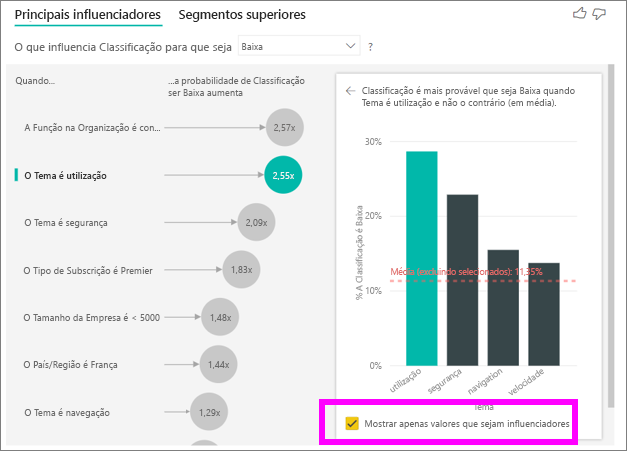 Principais influenciadores Segmentos superiores
O que influencia Classificação para que seja Baixa ?
Quando... ...a probabilidade de Classificação
ser Baixa aumenta
A Função na Organização é con... 2,57x
O Tema é utilização 2,55x
O Tema é segurança 2,09x
O Tipo de Subscrição é Premier 1,83x
O Tamanho da Empresa é < 5000 1,48x
O País/Região é França 1,44x
O Tema é navegação 1,29x
Classificação é mais provável que seja Baixa quando
Tema é utilização e não o contrário (em média).
30%
20%
10%
0%
% A Classificação é Baixa
Média (excluindo selecionados): 11,35%
utilização
segurança
navigation
velocidade
Tema
Mostrar apenas valores que sejam influenciadores